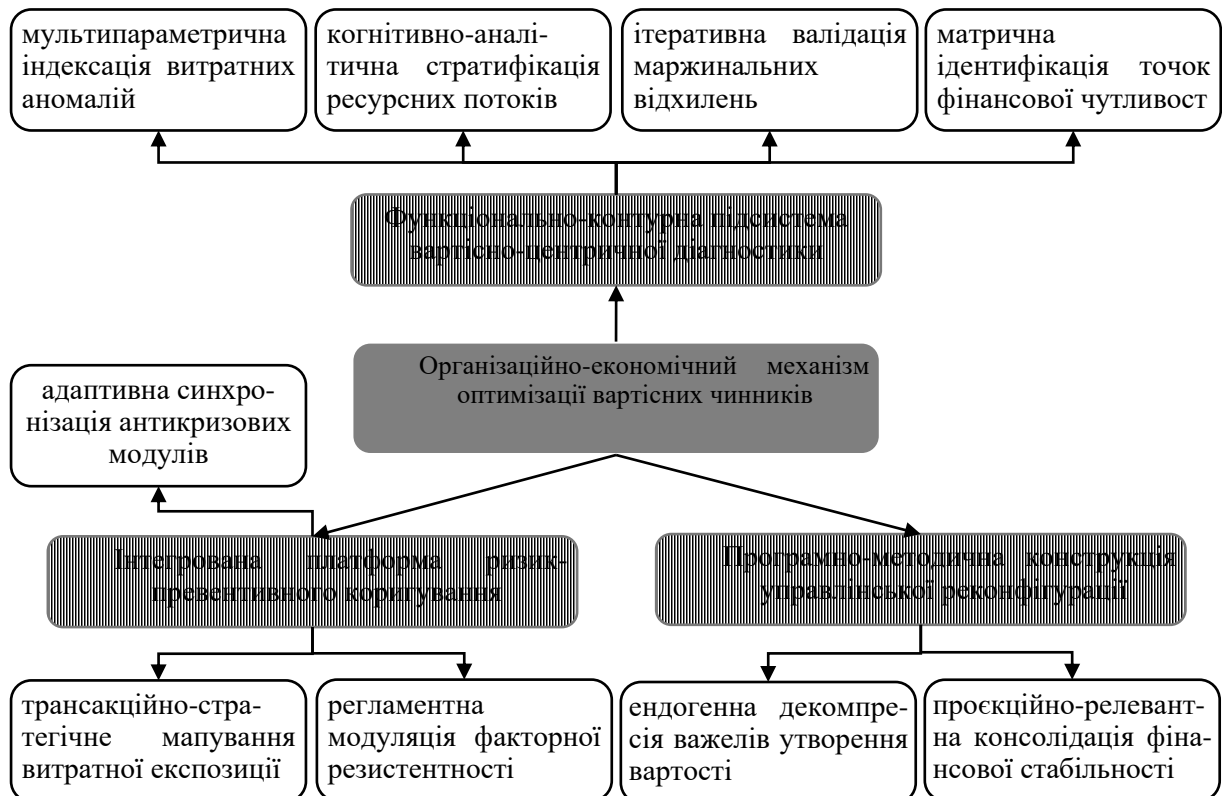 мультипараметрична
індексація витратних
аномалій
когнітивно-аналі-
тична стратифікація
ресурсних потоків
ітеративна валідація
маржинальних
відхилень
матрична
ідентифікація точок
фінансової чутливост
Функціонально-контурна підсистема
вартісно-центричної діагностики
Організаційно-економічний механізм
оптимізації вартісних чинників
адаптивна синхро-
нізація антикризових
модулів
Інтегрована платформа ризик-
превентивного коригування
Програмно-методична конструкція
управлінської реконфігурації
трансакційно-стра-
тегічне мапування
витратної експозиції
регламентна
модуляція факторної
резистентності
ендогенна декомпре-
сія важелів утворення
вартості
проєкційно-релевант-
на консолідація фіна-
нсової стабільності